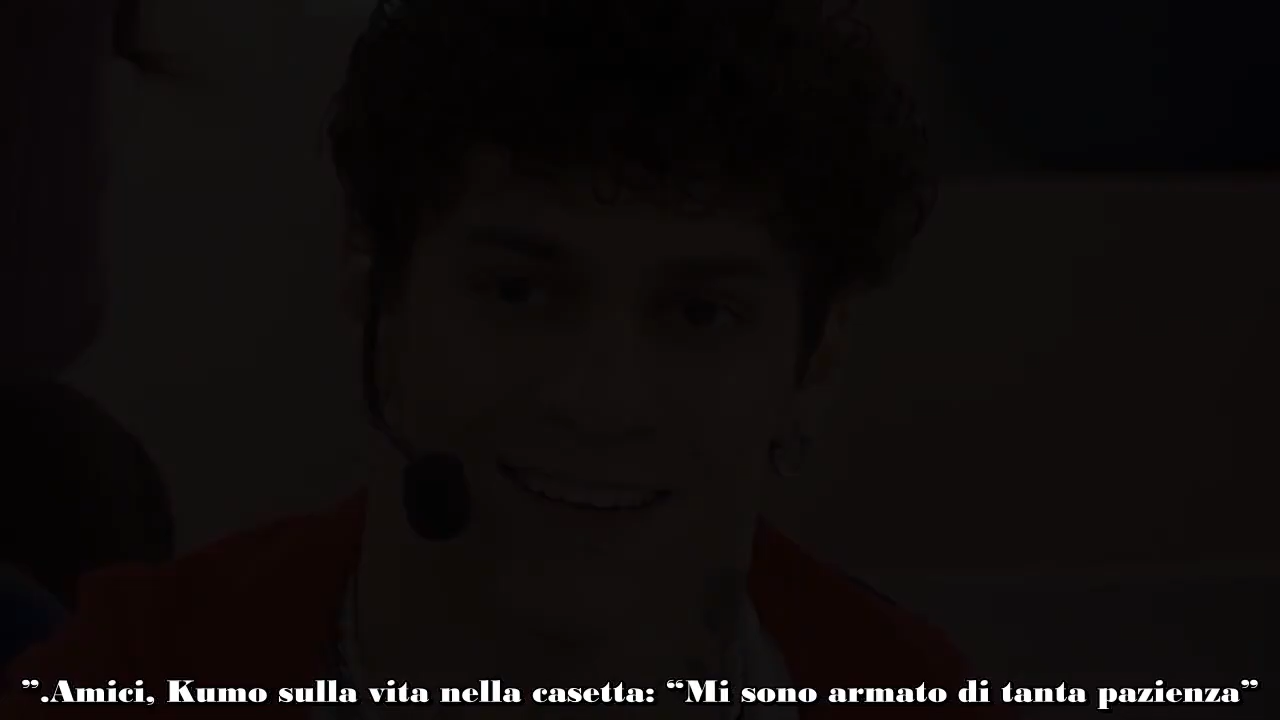 ”.Amici, Kumo sulla vita nella casetta: “Mi sono armato di tanta pazienza”